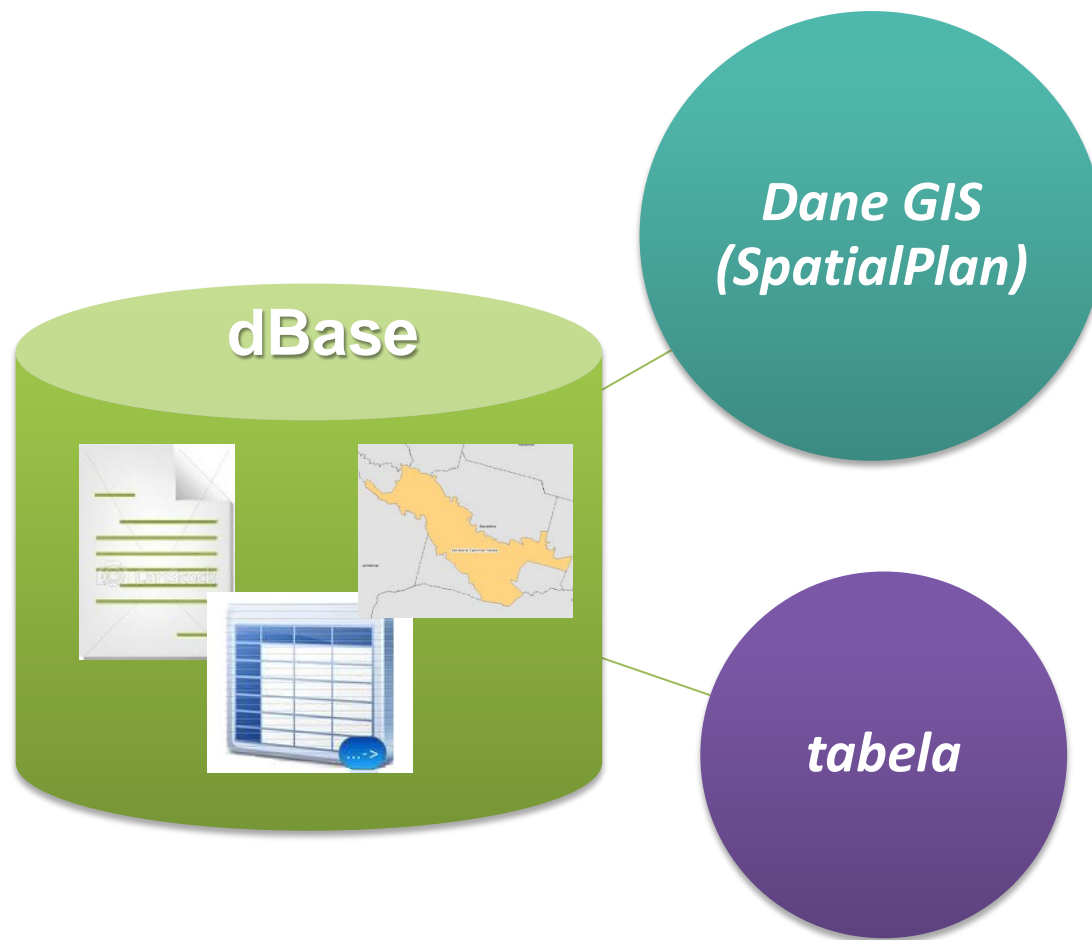 Dane GIS
(SpatialPlan)
dBase
...->
tabela